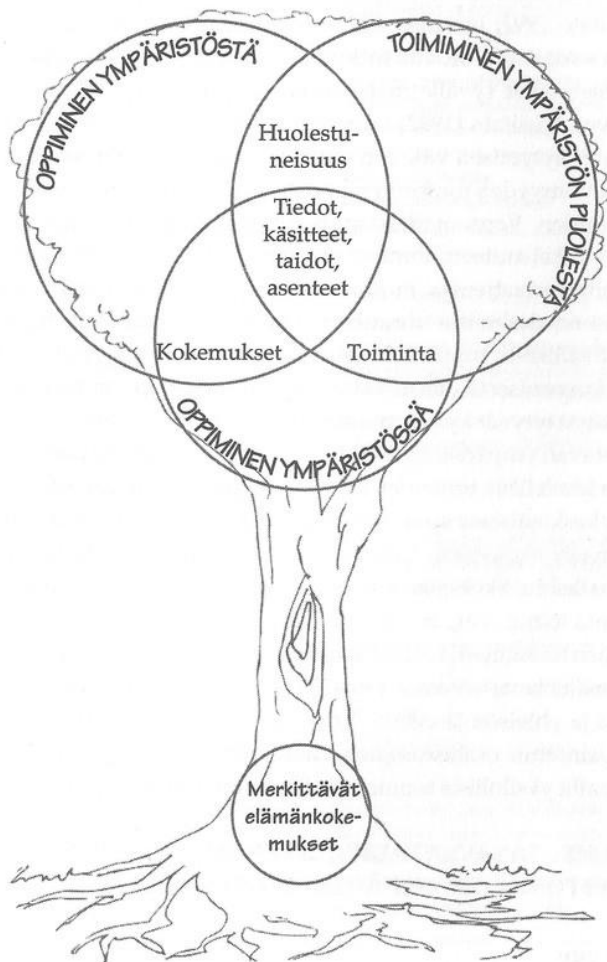 OPPIMINEN YMPÄRISTÖSTÄ
TOIMIMINEN YMPÄRISTÖN PUOLESTA
Huolestu-
neisuus
Tiedot,
käsitteet,
taidot,
asenteet
Kokemukset
Toiminta
OPPIMINEN YMPÄRISTÖSSÄ
Merkittävät
elämänkoke-
mukset